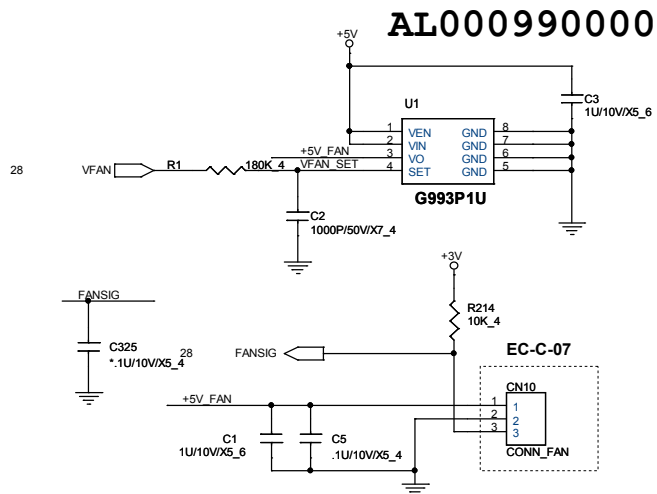 AL000990000
+5V
U1
C3
1U/10V/X5_6
1 VEN GND 8
2 VIN GND 7
+5V_FAN 3 VO GND 6
28 VFAN R1 180K_4 VFAN_SET 4 SET GND 5
G993P1U
C2
1000P/50V/X7_4
+3V
FANSIG
R214
10K_4
C325
*.1U/10V/X5_4
28 FANSIG
EC-C-07
CN10
+5V_FAN 1 1
2 2
3 3
C1
1U/10V/X5_6
C5
.1U/10V/X5_4
CONN_FAN